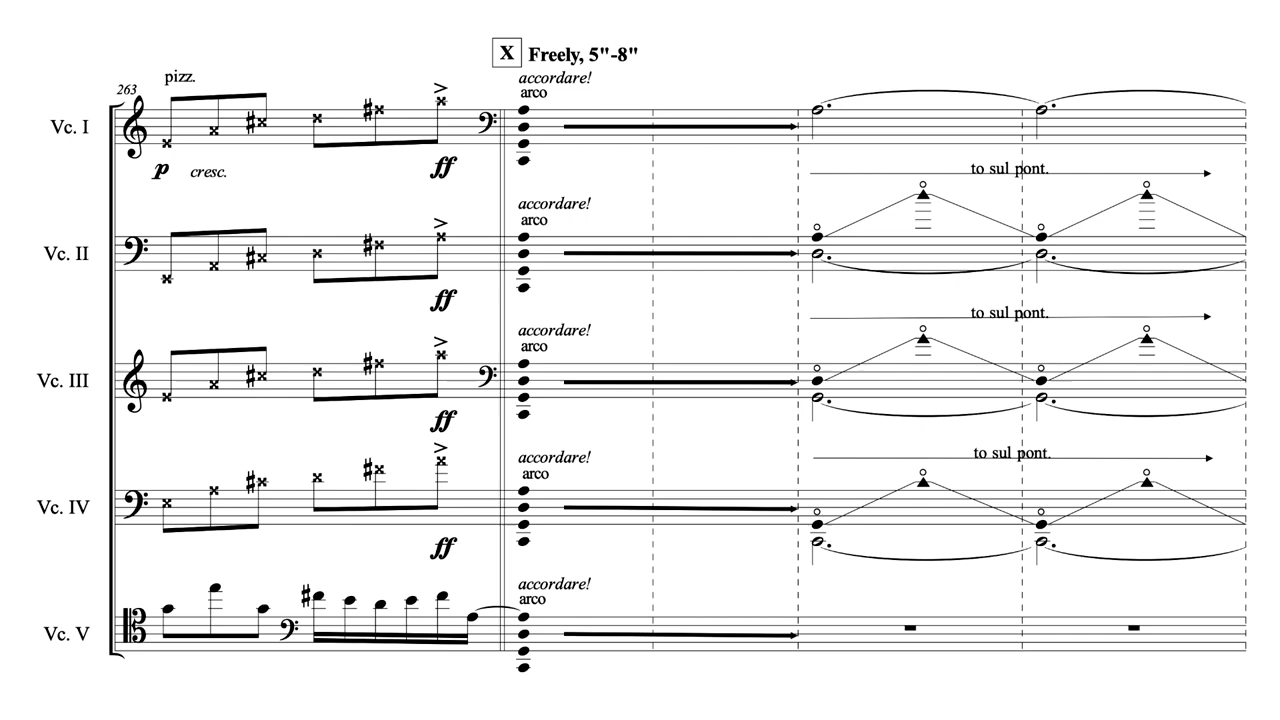 X Freely, 5"-8"
263 pizz. accordare!
arco
Vc. I
p cresc. ff to sul pont.
accordare!
arco
Vc. II
ff
to sul pont.
accordare!
arco
Vc. III
ff
to sul pont.
accordare!
arco
Vc. IV
ff
accordare!
arco
Vc. V